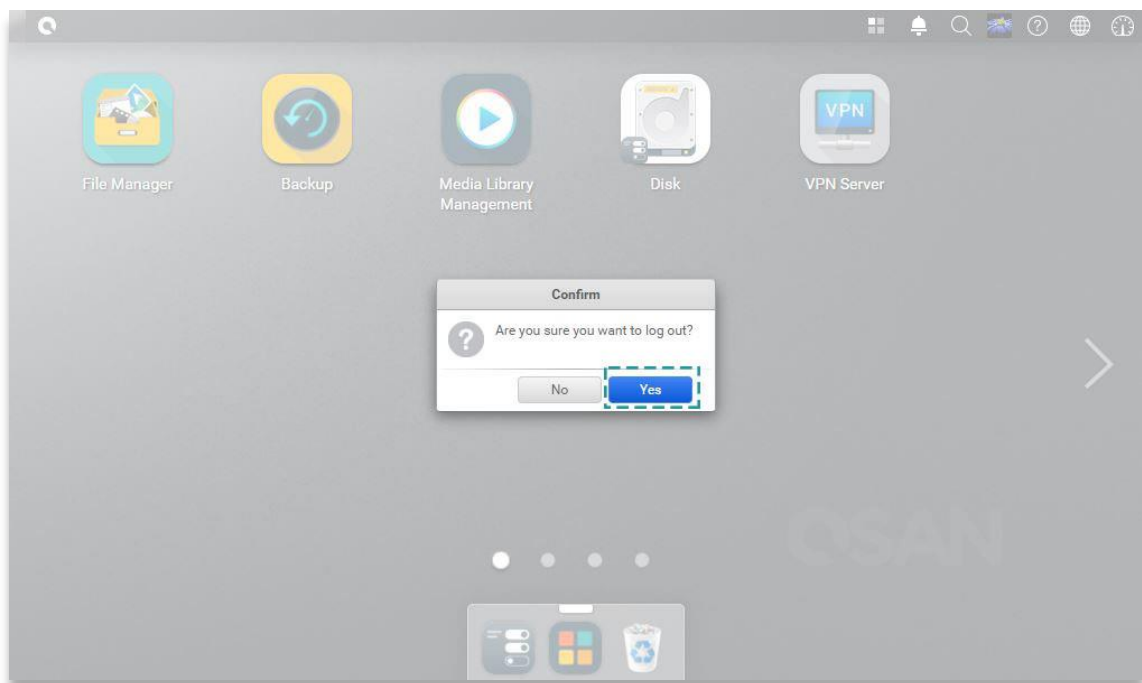 File Manager
Backup
Media Library
Management
Disk
VPN
VPN Server
Confirm
Are you sure you want to log out?
No
Yes
QSAN